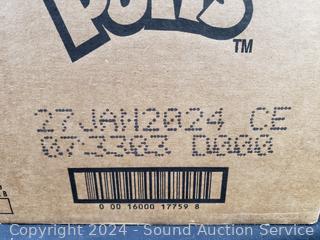 Puffs
TM
27JAN2024 CE
073303 D000
0 00 16000 17759 8
Copyright 2024 - Sound Auction Service